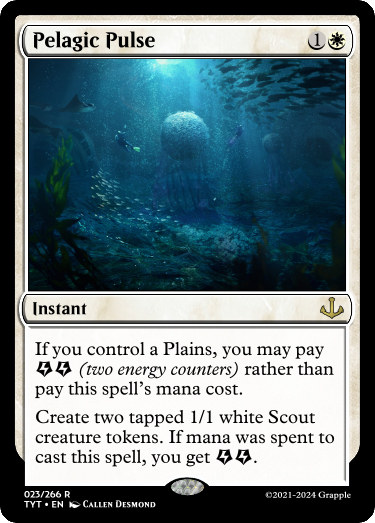 Pelagic Pulse 1
Instant
If you control a Plains, you may pay
(two energy counters) rather than
pay this spell's mana cost.
Create two tapped 1/1 white Scout
creature tokens. If mana was spent to
cast this spell, you get .
023/266 R
TYT • EN Callen Desmond
©2021-2024 Grapple